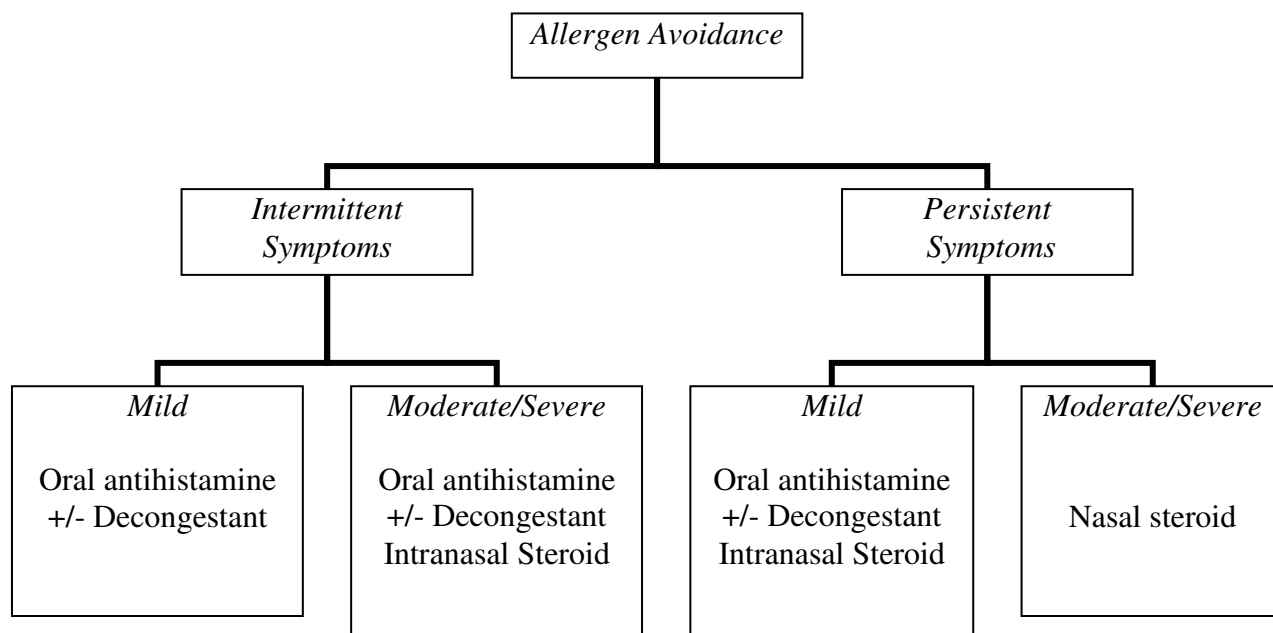 Allergen Avoidance
Intermittent
Symptoms
Persistent
Symptoms
Mild
Oral antihistamine
+/- Decongestant
Moderate/Severe
Oral antihistamine
+/- Decongestant
Intranasal Steroid
Mild
Oral antihistamine
+/- Decongestant
Intranasal Steroid
Moderate/Severe
Nasal steroid